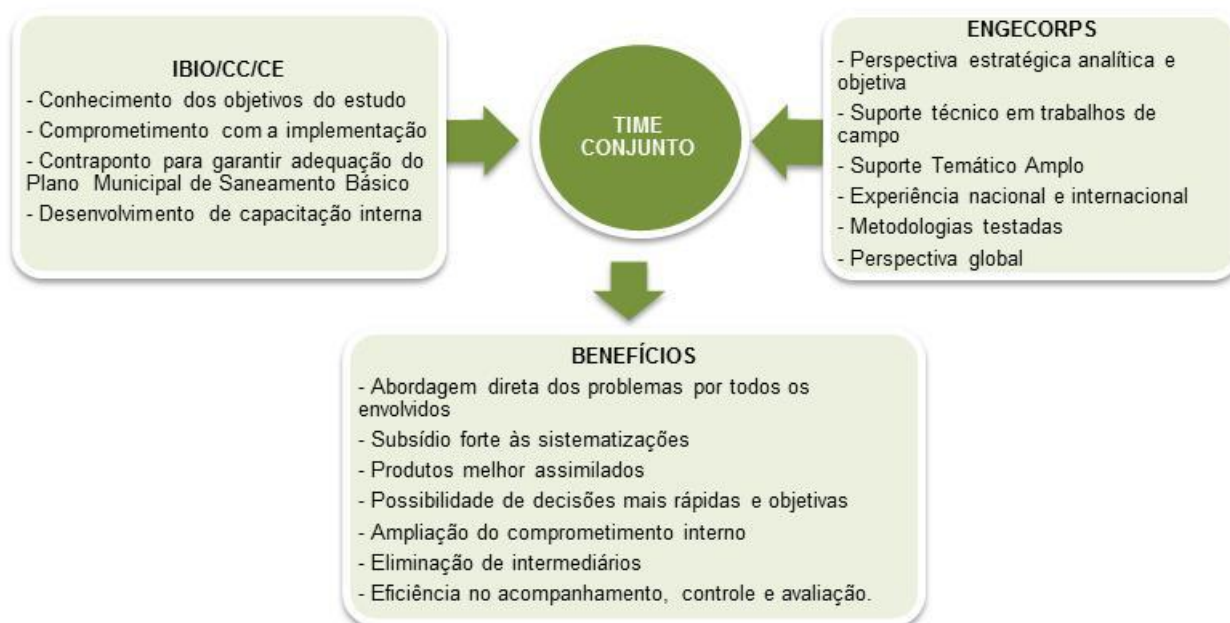 IBIO/CC/CE
- Conhecimento dos objetivos do estudo
- Comprometimento com a implementação
- Contraponto para garantir adequação do
Plano Municipal de Saneamento Básico
- Desenvolvimento de capacitação interna
TIME
CONJUNTO
ENGECORPS
- Perspectiva estratégica analítica e
objetiva
- Suporte técnico em trabalhos de
campo
- Suporte Temático Amplo
- Experiência nacional e internacional
- Metodologias testadas
- Perspectiva global
BENEFÍCIOS
- Abordagem direta dos problemas por todos os
envolvidos
- Subsídio forte às sistematizações
- Produtos melhor assimilados
- Possibilidade de decisões mais rápidas e objetivas
- Ampliação do comprometimento interno
- Eliminação de intermediários
- Eficiência no acompanhamento, controle e avaliação.